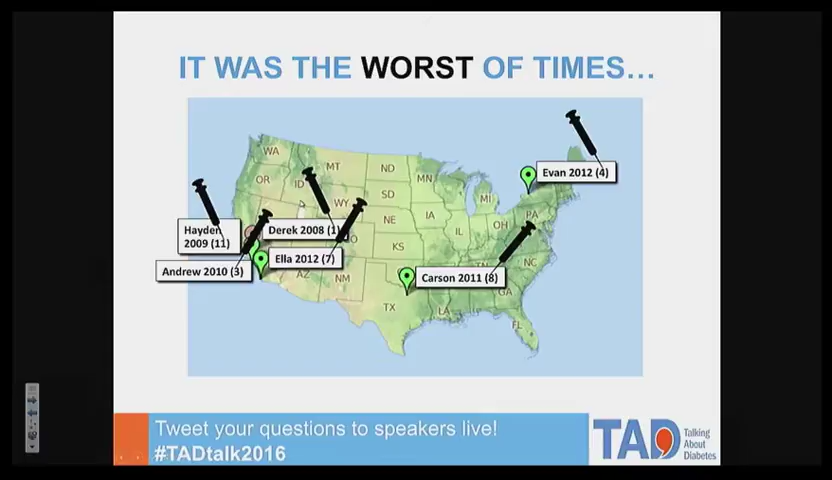 IT WAS THE WORST OF TIMES…
WA
MT
ND
OR
ID
MN
SD
WY
MI
IA
NE
PA
OH
IL
KS
AZ
NM
NC
TX
LA
GA
FL
Evan 2012 (4)
Hayden
2009 (11)
Derek 2008 (1)
Ella 2012 (7)
Andrew 2010 (3)
Carson 2011 (8)
Tweet your questions to speakers live!
#TADtalk2016
TAD
Talking
About
Diabetes